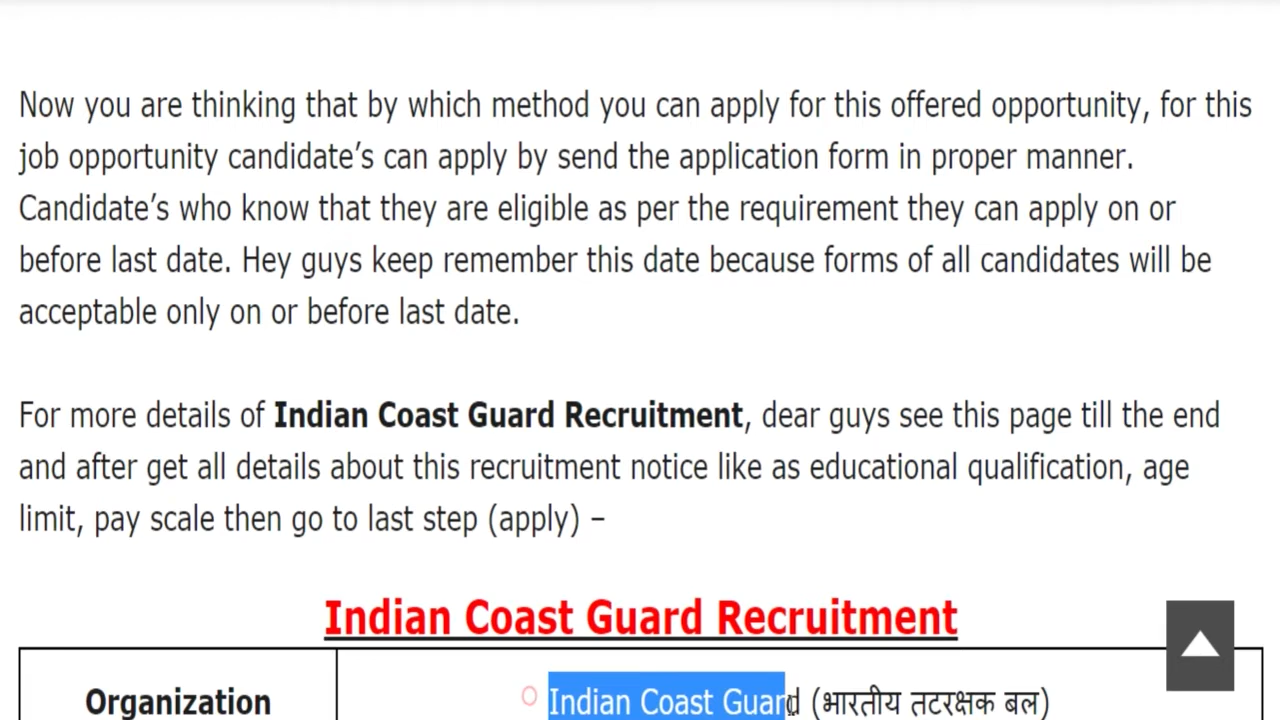 Now you are thinking that by which method you can apply for this offered opportunity, for this
job opportunity candidate’s can apply by send the application form in proper manner.
Candidate’s who know that they are eligible as per the requirement they can apply on or
before last date. Hey guys keep remember this date because forms of all candidates will be
acceptable only on or before last date.
For more details of Indian Coast Guard Recruitment, dear guys see this page till the end
and after get all details about this recruitment notice like as educational qualification, age
limit, pay scale then go to last step (apply) –
Indian Coast Guard Recruitment
Organization
Indian Coast Guard (भारतीय तटरक्षक बल)